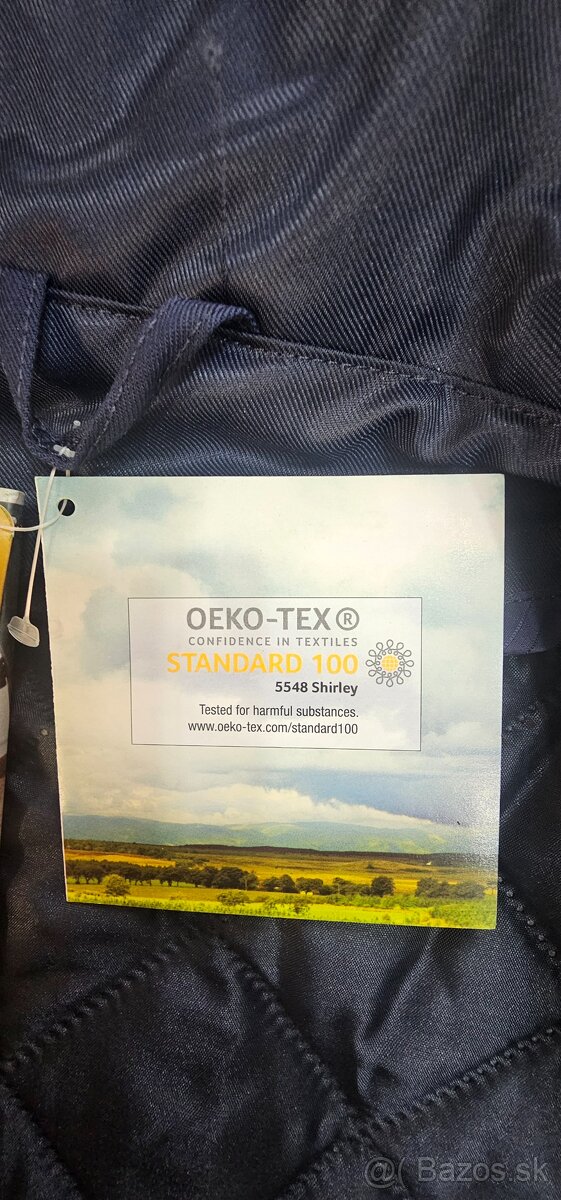 OEKO-TEX®
CONFIDENCE IN TEXTILES
STANDARD 100
5548 Shirley
Tested for harmful substances.
www.oeko-tex.com/standard100
@( Bazos.sk